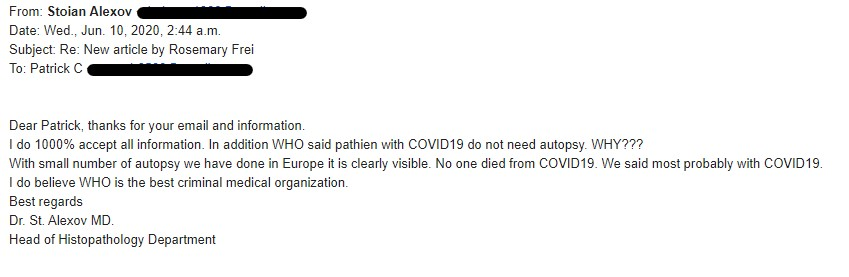 From: Stoian Alexov
Date: Wed., Jun. 10, 2020, 2:44 a.m.
Subject: Re: New article by Rosemary Frei
To: Patrick C
Dear Patrick, thanks for your email and information.
I do 1000% accept all information. In addition WHO said pathien with COVID19 do not need autopsy. WHY???
With small number of autopsy we have done in Europe it is clearly visible. No one died from COVID19. We said most probably with COVID19.
I do believe WHO is the best criminal medical organization.
Best regards
Dr. St. Alexov MD.
Head of Histopathology Department